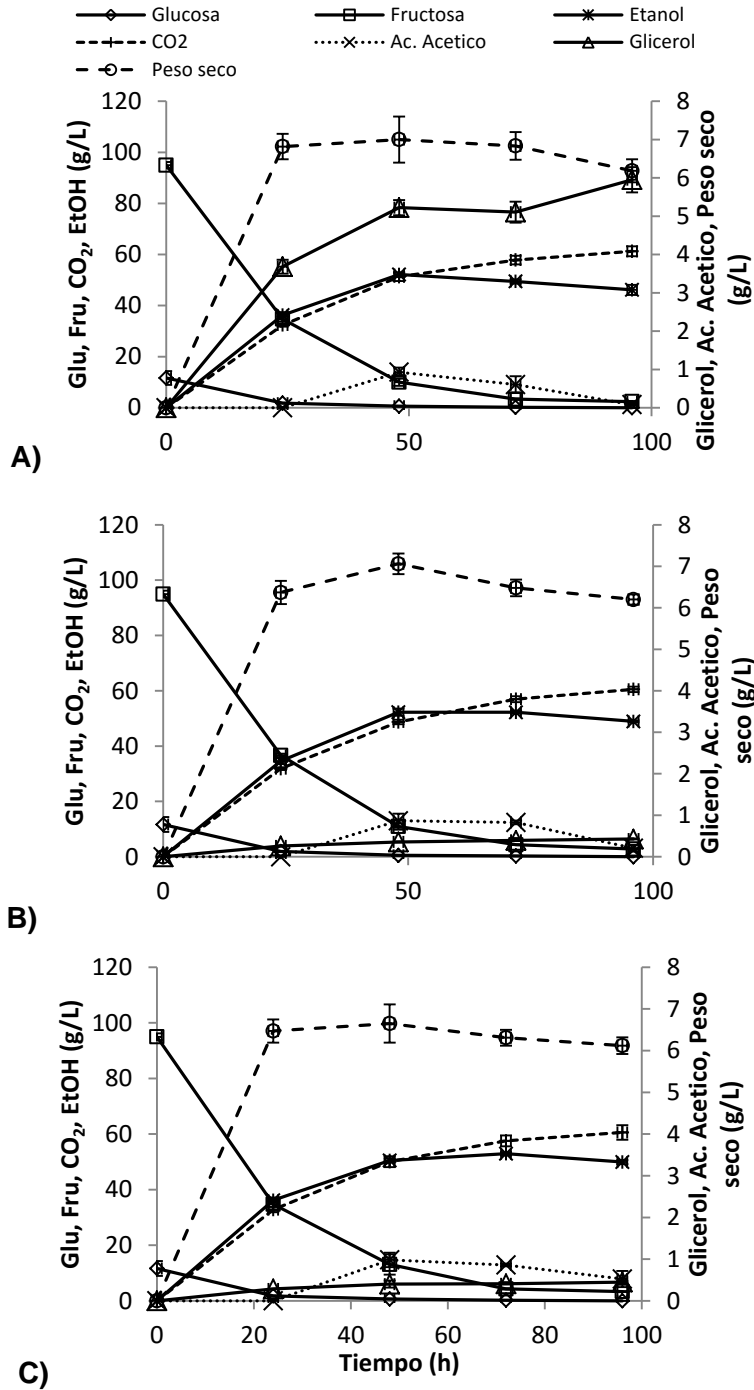 Glucosa Fructosa Etanol
CO2 Ac. Acetico Glicerol
Peso seco
120
100
80
60
40
20
0
Glu, Fru, CO₂, EtOH (g/L)
8
7
6
5
4
3
2
1
0
Glicerol, Ac. Acetico, Peso seco
(g/L)
0 50 100
A)
120
100
80
60
40
20
0
Glu, Fru, CO₂, EtOH (g/L)
8
7
6
5
4
3
2
1
0
Glicerol, Ac. Acetico, Peso
seco (g/L)
0 50 100
B)
120
100
80
60
40
20
0
Glu, Fru, CO₂, EtOH (g/L)
8
7
6
5
4
3
2
1
0
Glicerol, Ac. Acetico, Peso
seco (g/L)
0 20 40 60 80 100
Tiempo (h)
C)